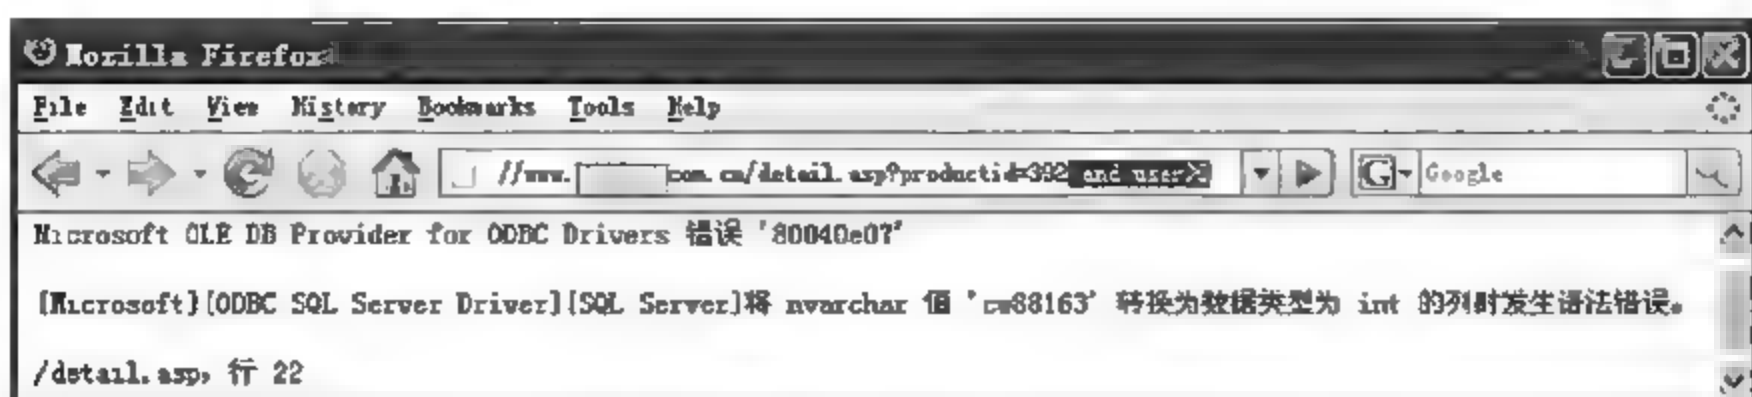 Mozilla Firefox
File Edit View History Bookmarks Tools Help
//www. com.cn/detail.asp?productid=392 and user> Google
Microsoft OLE DB Provider for ODBC Drivers 错误 '80040e07'
[Microsoft][ODBC SQL Server Driver][SQL Server]将 nvarchar 值 'cw88163' 转换为数据类型为 int 的列时发生语法错误。
/detail.asp，行 22